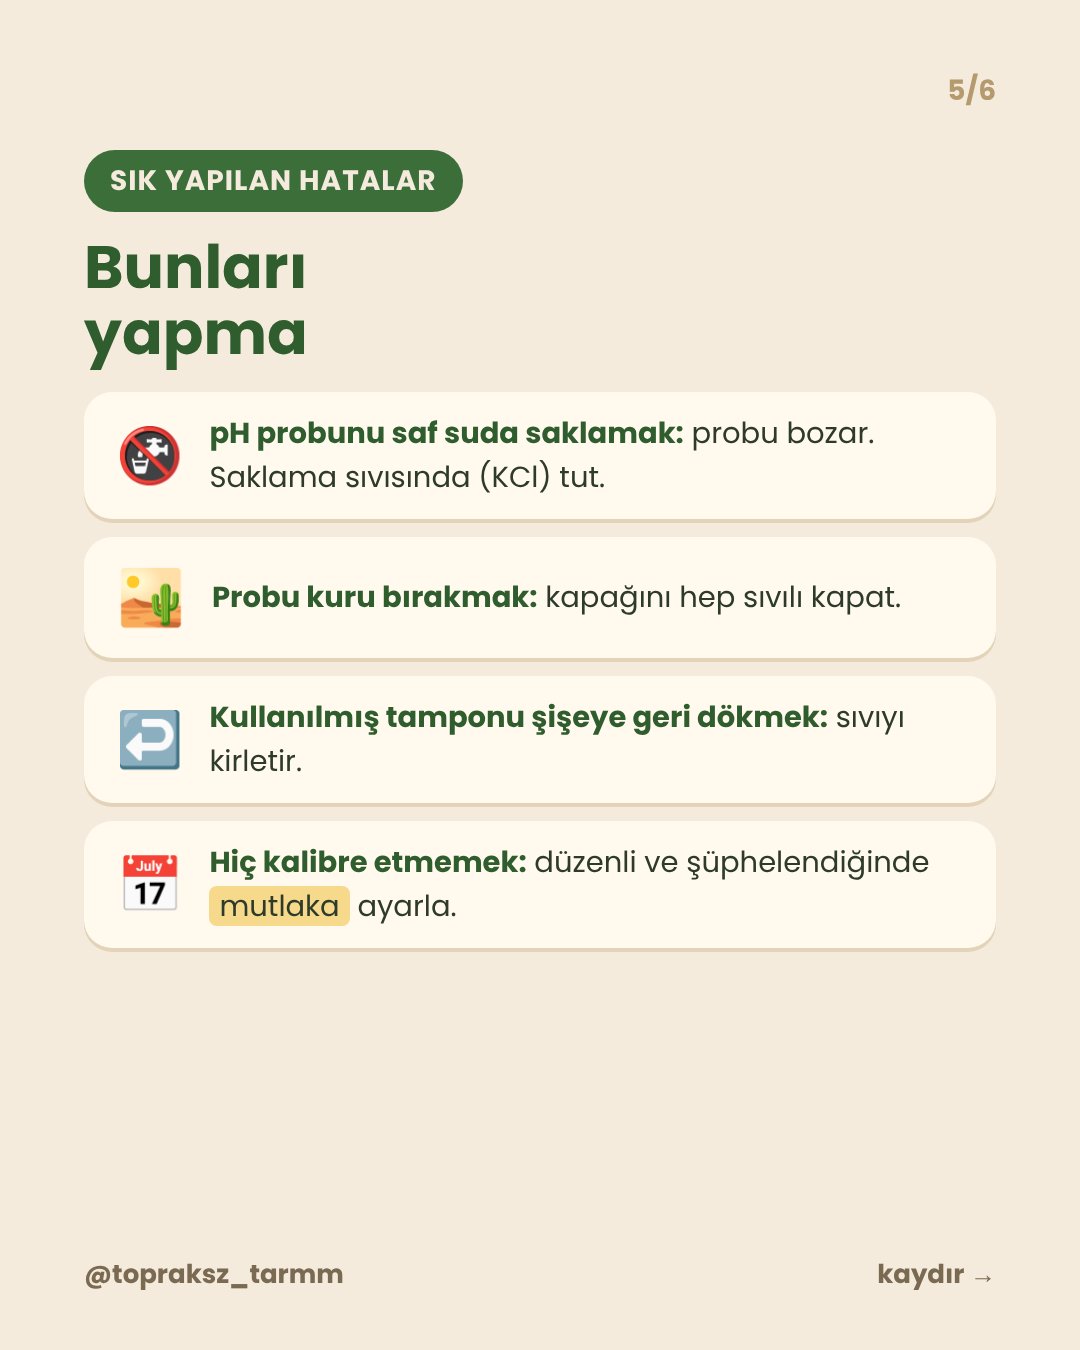 5/6
SIK YAPILAN HATALAR
Bunları
yapma
pH probunu saf suda saklamak: probu bozar.
Saklama sıvısında (KCl) tut.
Probu kuru bırakmak: kapağını hep sıvılı kapat.
Kullanılmış tamponu şişeye geri dökmek: sıvıyı
kirletir.
July
17
Hiç kalibre etmemek: düzenli ve şüphelendiğinde
mutlaka ayarla.
@topraksz_tarmm
kaydır →